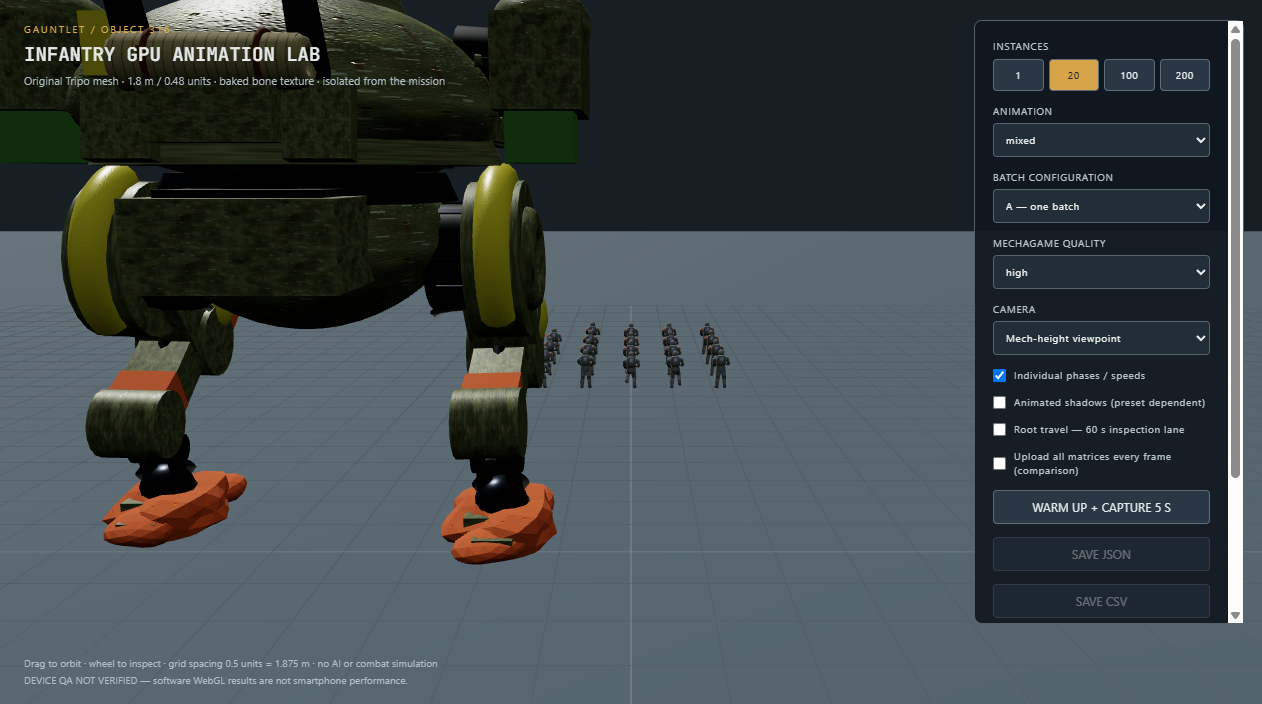 GAUNTLET / OBJECT 316
INFANTRY GPU ANIMATION LAB
Original Tripo mesh · 1.8 m / 0.48 units · baked bone texture · isolated from the mission
INSTANCES
1
20
100
200
ANIMATION
mixed
BATCH CONFIGURATION
A — one batch
MECHAGAME QUALITY
high
CAMERA
Mech-height viewpoint
Individual phases / speeds
Animated shadows (preset dependent)
Root travel — 60 s inspection lane
Upload all matrices every frame
(comparison)
WARM UP + CAPTURE 5 S
SAVE JSON
SAVE CSV
Drag to orbit · wheel to inspect · grid spacing 0.5 units = 1.875 m · no AI or combat simulation
DEVICE QA NOT VERIFIED — software WebGL results are not smartphone performance.